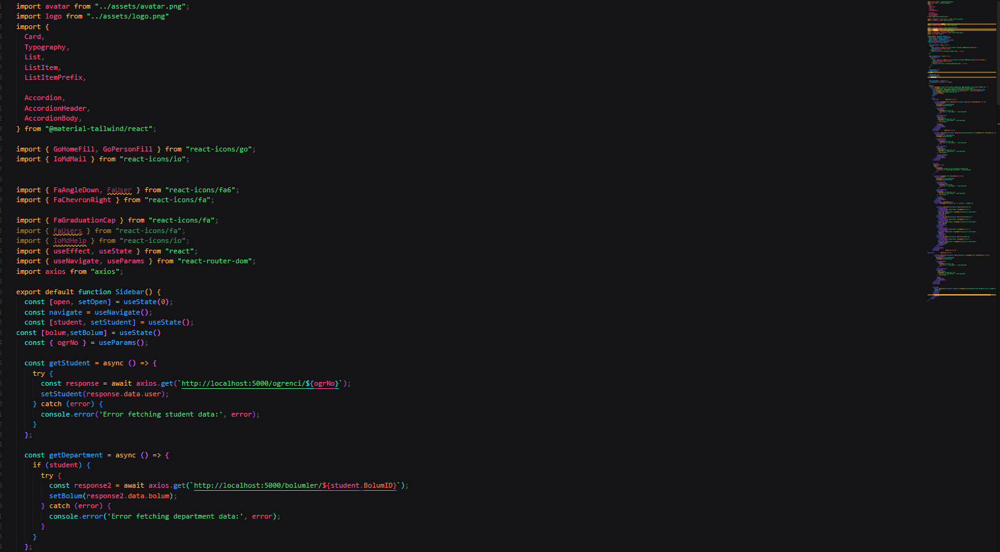 import avatar from "../assets/avatar.png";
import logo from "../assets/logo.png"
import {
Card,
Typography,
List,
ListItem,
ListItemPrefix,
Accordion,
AccordionHeader,
AccordionBody,
} from "@material-tailwind/react";
import { GoHomeFill, GoPersonFill } from "react-icons/go";
import { IoMdMail } from "react-icons/io";
import { FaAngleDown, FaUser } from "react-icons/fa6";
import { FaChevronRight } from "react-icons/fa";
import { FaGraduationCap } from "react-icons/fa";
import { FaUsers } from "react-icons/fa";
import { IoMdHelp } from "react-icons/io";
import { useEffect, useState } from "react";
import { useNavigate, useParams } from "react-router-dom";
import axios from "axios";
export default function Sidebar() {
const [open, setOpen] = useState(0);
const navigate = useNavigate();
const [student, setStudent] = useState();
const [bolum,setBolum] = useState()
const { ogrNo } = useParams();
const getStudent = async () => {
try {
const response = await axios.get(`http://localhost:5000/ogrenci/${ogrNo}`);
setStudent(response.data.user);
} catch (error) {
console.error('Error fetching student data:', error);
}
};
const getDepartment = async () => {
if (student) {
try {
const response2 = await axios.get(`http://localhost:5000/bolumler/${student.BolumID}`);
setBolum(response2.data.bolum);
} catch (error) {
console.error('Error fetching department data:', error);
}
}
};